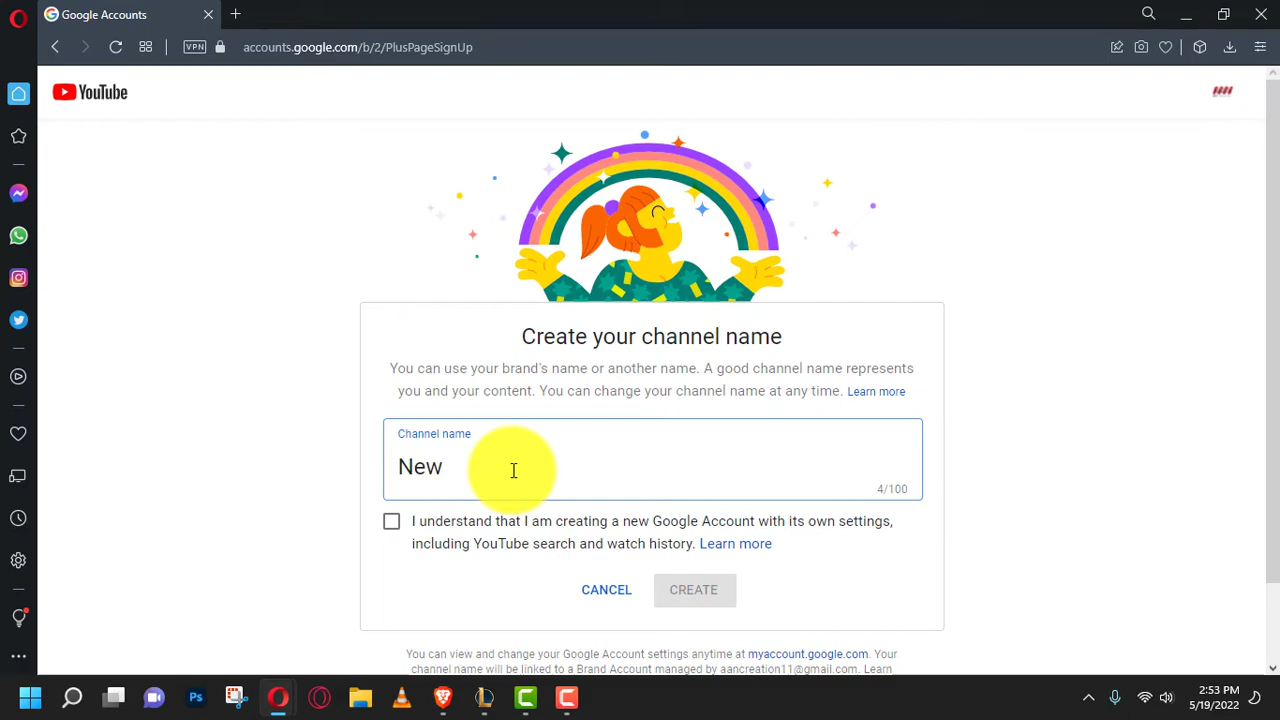 Google Accounts
VPN
accounts.google.com/b/2/PlusPageSignUp
YouTube
Create your channel name
You can use your brand's name or another name. A good channel name represents
you and your content. You can change your channel name at any time. Learn more
Channel name
New
4/100
I understand that I am creating a new Google Account with its own settings,
including YouTube search and watch history. Learn more
CANCEL
CREATE
You can view and change your Google Account settings anytime at myaccount.google.com. Your
channel name will be linked to a Brand Account managed by aancreation11@gmail.com. Learn
Ps
2:53 PM
5/19/2022